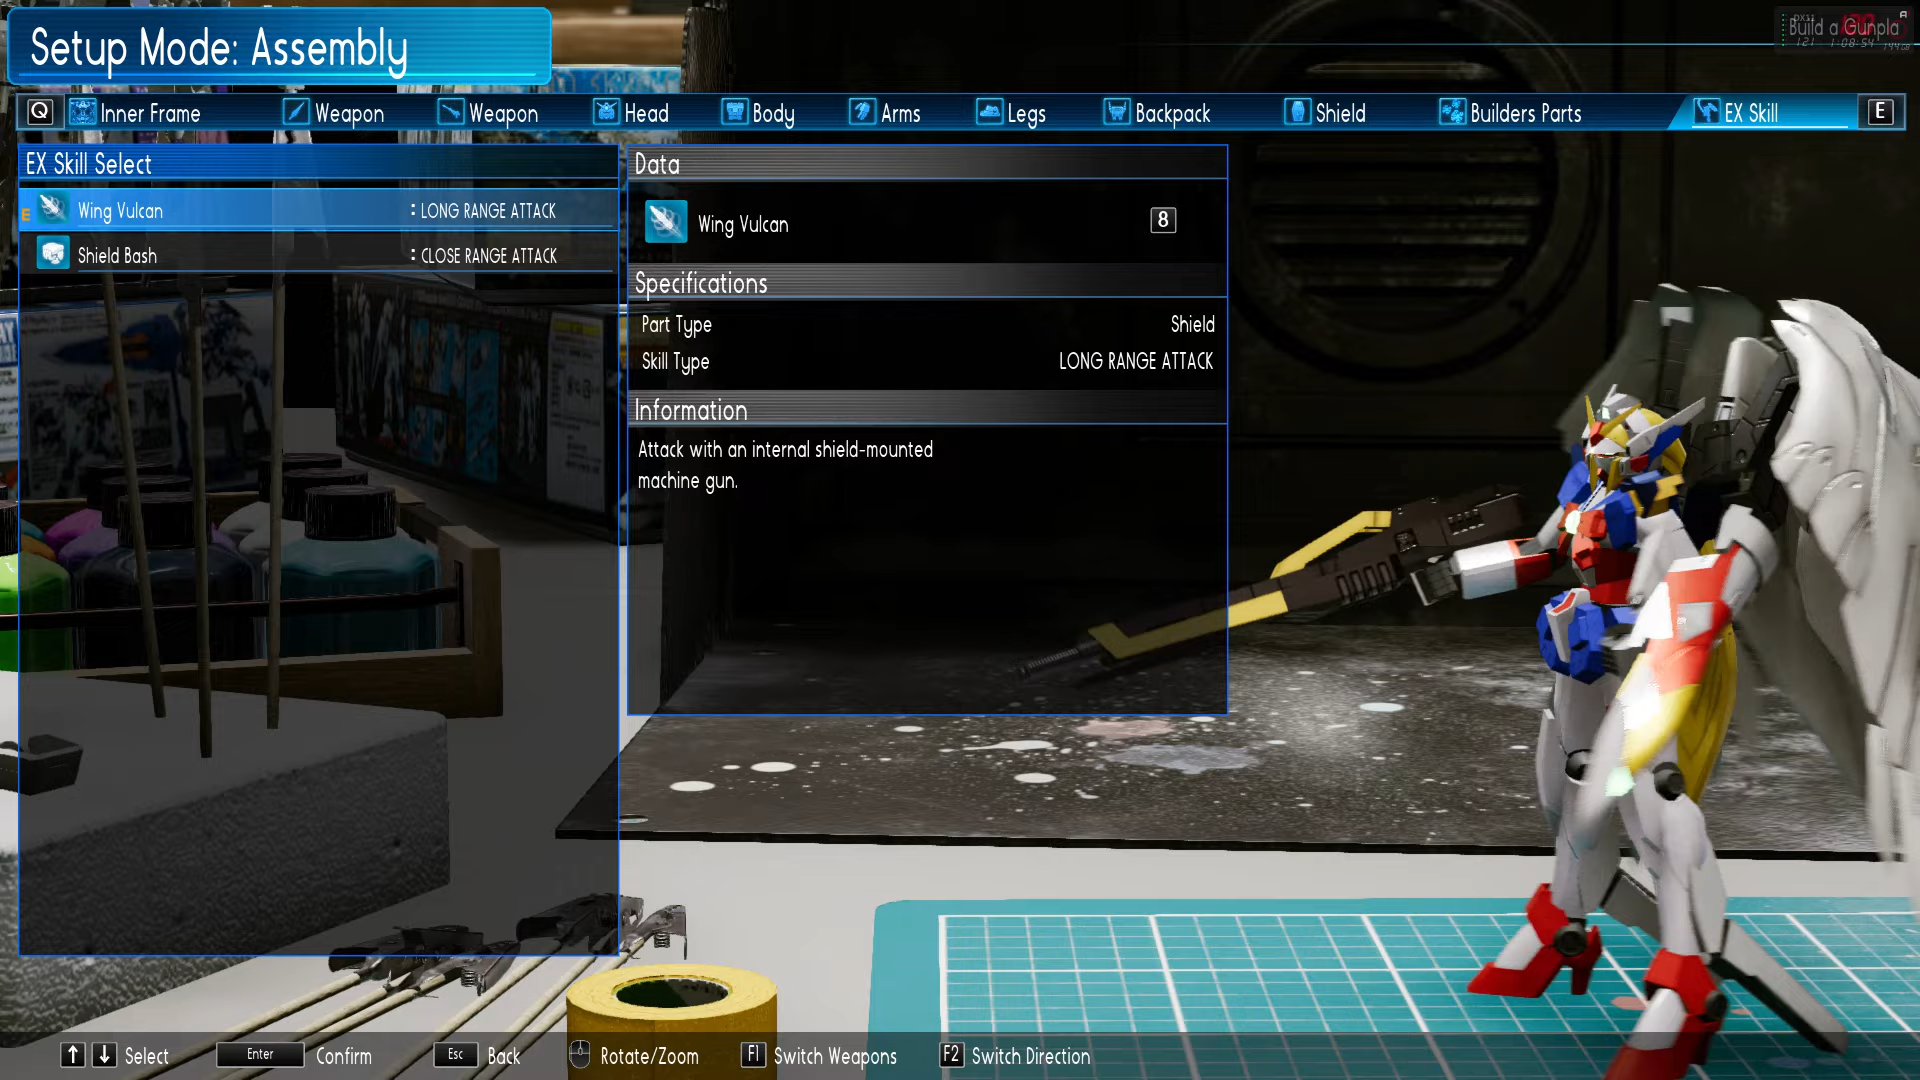 Setup Mode: Assembly
Build a Gunpla
Q Inner Frame Weapon Weapon Head Body Arms Legs Backpack Shield Builders Parts EX Skill E
EX Skill Select
E Wing Vulcan : LONG RANGE ATTACK
Shield Bash : CLOSE RANGE ATTACK
Data
Wing Vulcan 8
Specifications
Part Type Shield
Skill Type LONG RANGE ATTACK
Information
Attack with an internal shield-mounted
machine gun.
↑ ↓ Select Enter Confirm Esc Back Rotate/Zoom F1 Switch Weapons F2 Switch Direction